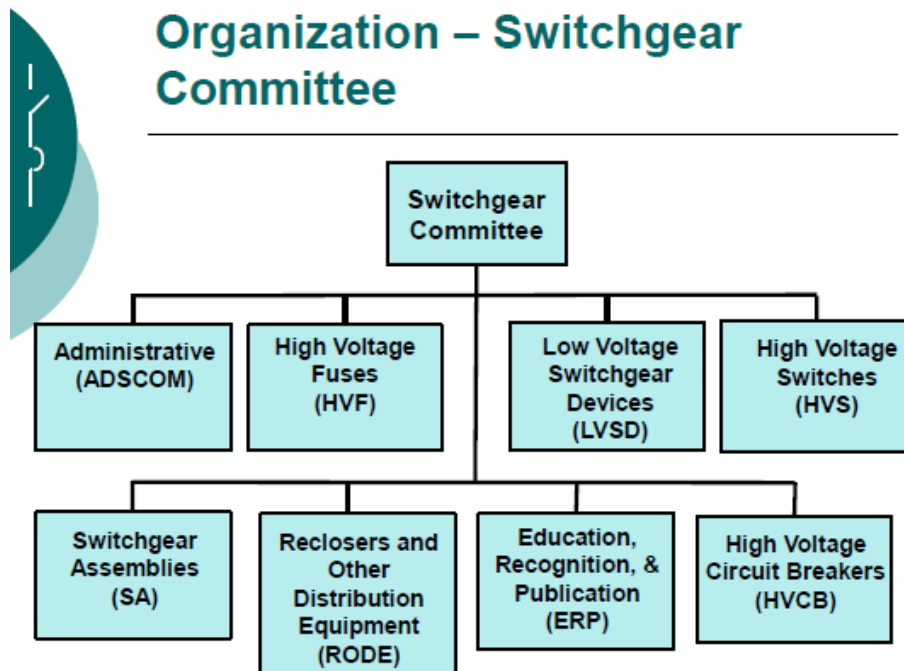 Organization – Switchgear
Committee
Switchgear
Committee
Administrative
(ADSCOM)
High Voltage
Fuses
(HVF)
Low Voltage
Switchgear
Devices
(LVSD)
High Voltage
Switches
(HVS)
Switchgear
Assemblies
(SA)
Reclosers and
Other
Distribution
Equipment
(RODE)
Education,
Recognition, &
Publication
(ERP)
High Voltage
Circuit Breakers
(HVCB)